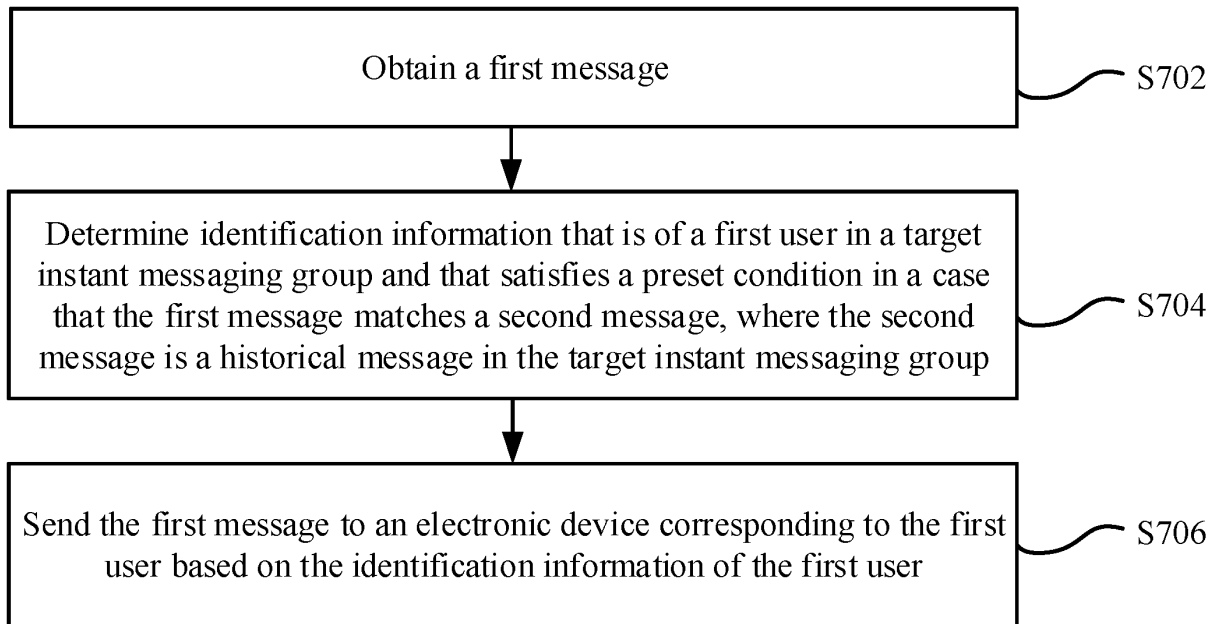 Obtain a first message
S702
Determine identification information that is of a first user in a target
instant messaging group and that satisfies a preset condition in a case
that the first message matches a second message, where the second
message is a historical message in the target instant messaging group
S704
Send the first message to an electronic device corresponding to the first
user based on the identification information of the first user
S706